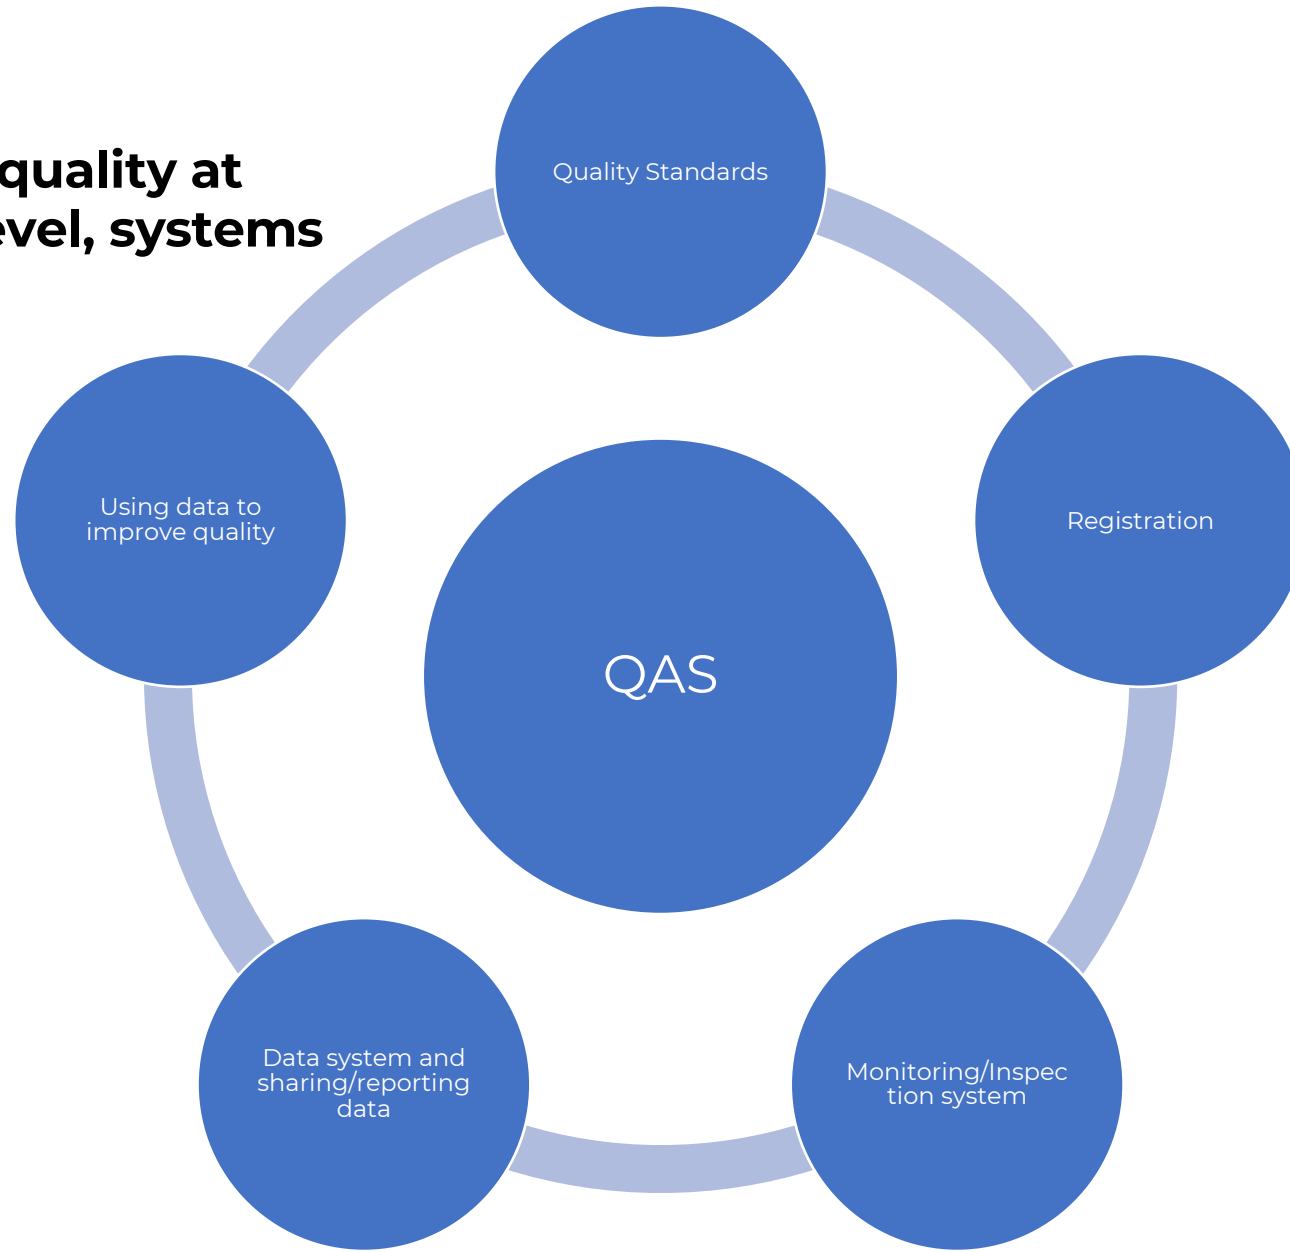 quality at
evel, systems
Quality Standards
Registration
Monitoring/Inspec
tion system
Data system and
sharing/reporting
data
Using data to
improve quality
QAS